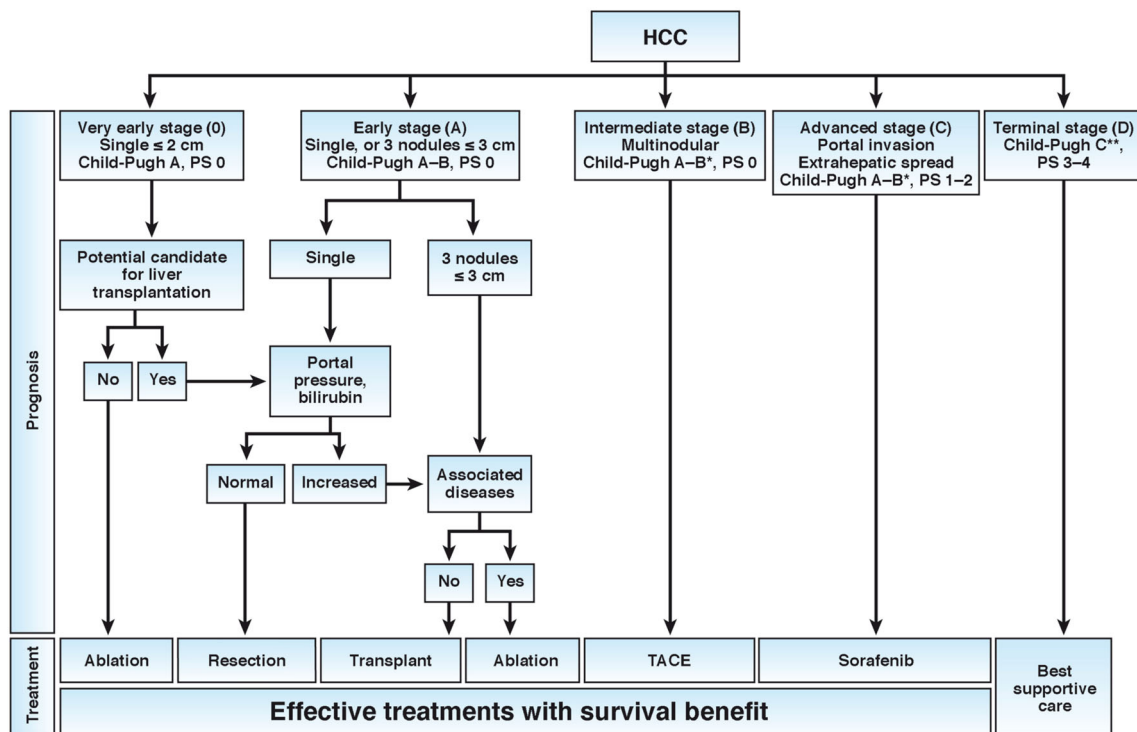 HCC
Very early stage (0)
Single ≤ 2 cm
Child-Pugh A, PS 0
Early stage (A)
Single, or 3 nodules ≤ 3 cm
Child-Pugh A–B, PS 0
Intermediate stage (B)
Multinodular
Child-Pugh A–B*, PS 0
Advanced stage (C)
Portal invasion
Extrahepatic spread
Child-Pugh A–B*, PS 1–2
Terminal stage (D)
Child-Pugh C**,
PS 3–4
Potential candidate
for liver
transplantation
Single
3 nodules
≤ 3 cm
No
Yes
Portal
pressure,
bilirubin
Normal
Increased
Associated
diseases
No
Yes
Prognosis
Treatment
Ablation
Resection
Transplant
Ablation
TACE
Sorafenib
Best
supportive
care
Effective treatments with survival benefit